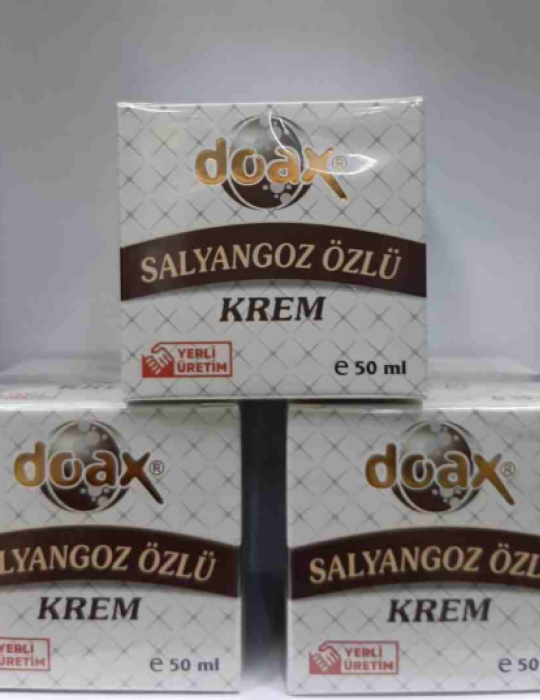 doax®
SALYANGOZ ÖZLÜ
KREM
YERLİ
ÜRETİM
e 50 ml
doax®
LYANGOZ ÖZLÜ
KREM
YERLİ
ÜRETİM
e 50 ml
doax®
SALYANGOZ ÖZL
KREM
YERLİ
ÜRETİM
e 50